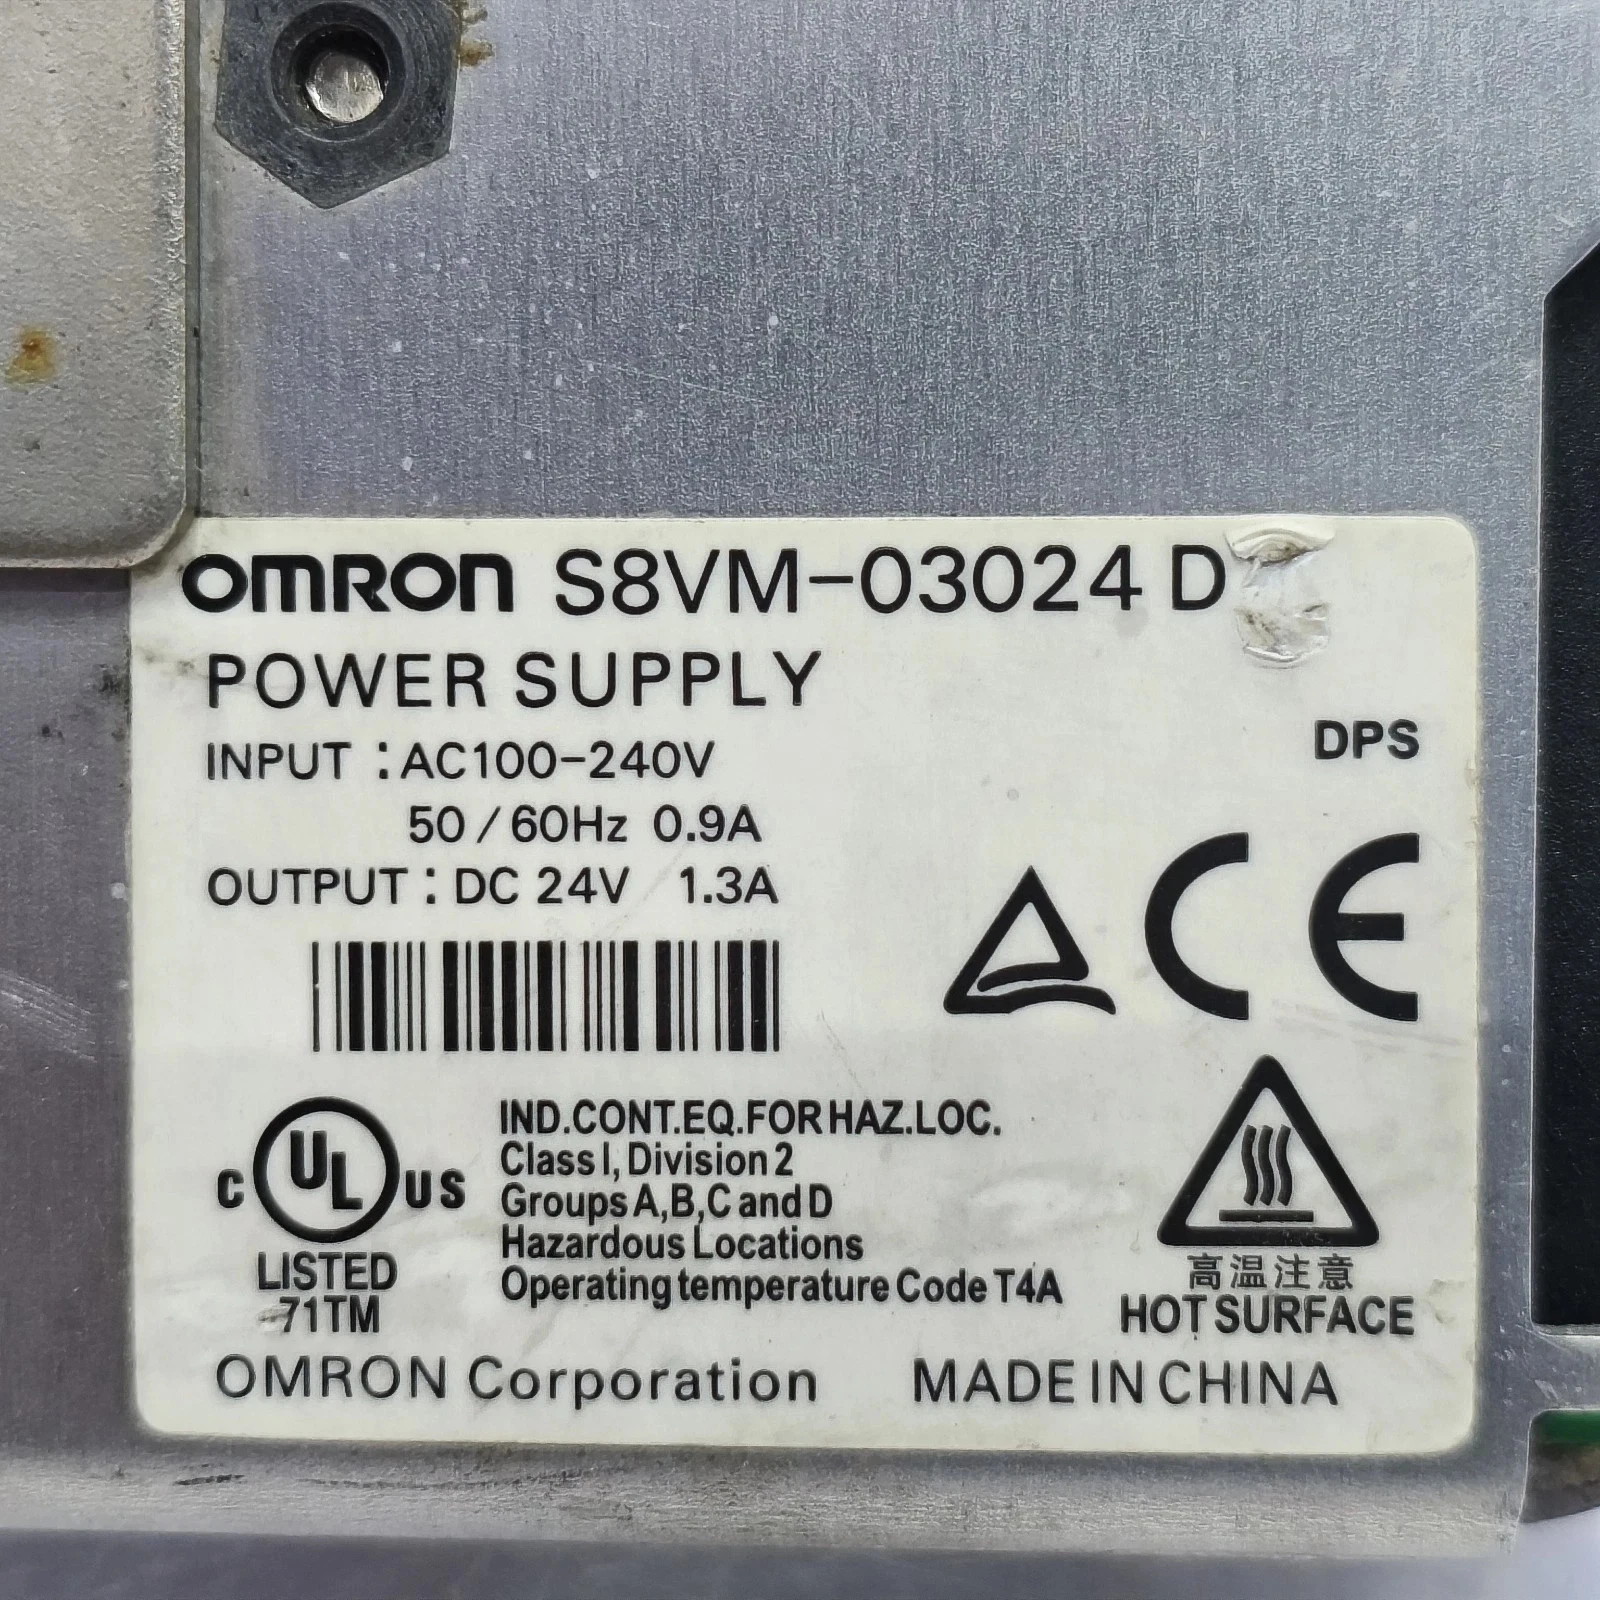 OMRON S8VM-03024 D
POWER SUPPLY
DPS
INPUT : AC100-240V
50/60Hz 0.9A
OUTPUT : DC 24V 1.3A
CE
C UL US
LISTED
71TM
IND.CONT.EQ.FOR HAZ.LOC.
Class I, Division 2
Groups A,B,C and D
Hazardous Locations
Operating temperature Code T4A
高温注意
HOT SURFACE
OMRON Corporation MADE IN CHINA